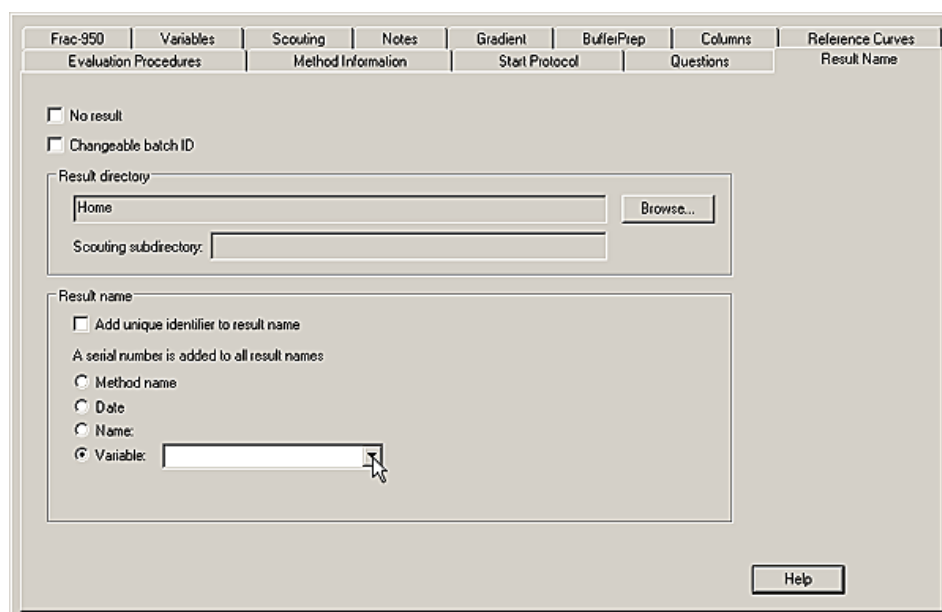 Frac-950 Variables Scouting Notes Gradient BufferPrep Columns Reference Curves
Evaluation Procedures Method Information Start Protocol Questions Result Name
No result
Changeable batch ID
Result directory
Home Browse...
Scouting subdirectory:
Result name
Add unique identifier to result name
A serial number is added to all result names
Method name
Date
Name:
Variable:
Help